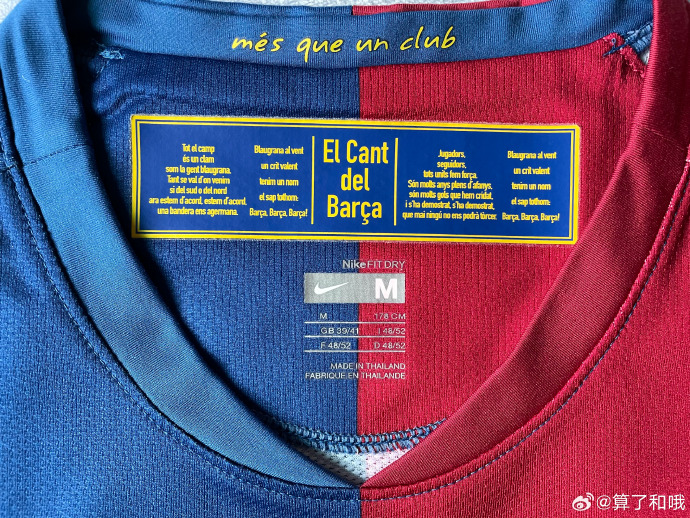 més que un club
Tot el camp
és un clam
som la gent blaugrana.
Tant se val d'on venim
si del sud o del nord
ara estem d'acord, estem d'acord,
una bandera ens agermana.
Blaugrana al vent
un crit valent
tenim un nom
el sap tothom:
Barça, Barça, Barça!
El Cant
del
Barça
Jugadors,
seguidors,
tots units fem força.
Són molts anys plens d'afanys,
són molts gols que hem cridat,
i s'ha demostrat, s'ha demostrat,
que mai ningú no ens podrà tòrcer.
Blaugrana al vent
un crit valent
tenim un nom
el sap tothom:
Barça, Barça, Barça!
NikeFIT DRY
M
M 178 CM
GB 39/41 I 48/52
F 48/52 D 48/52
MADE IN THAILAND
FABRIQUE EN THAILANDE
@算了和哦